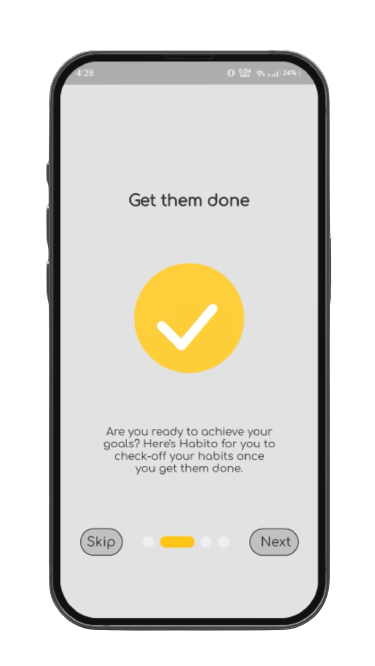 4:28
0.04
24%
Get them done
Are you ready to achieve your
goals? Here's Habito for you to
check-off your habits once
you get them done.
Skip
Next